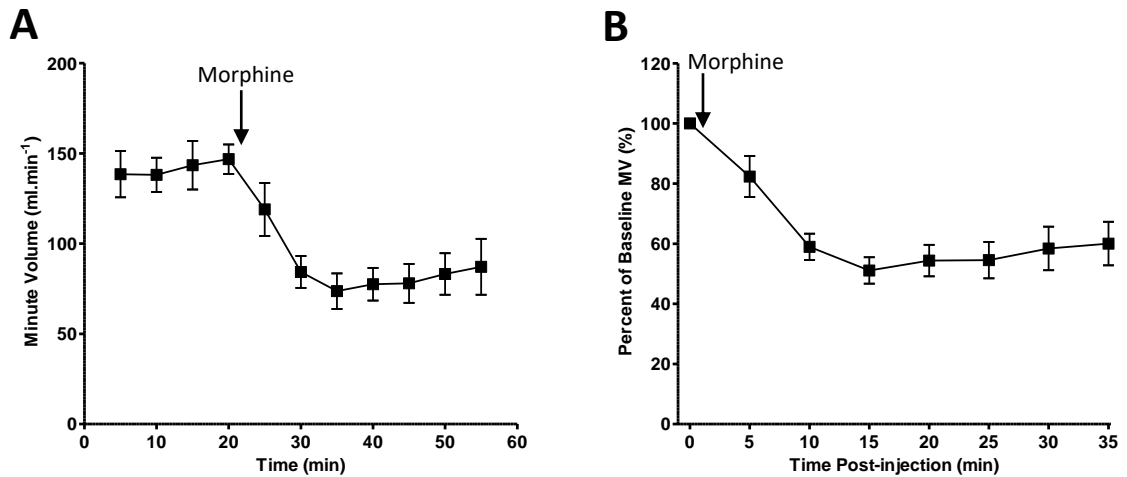 A
Morphine
Minute Volume (ml.min⁻¹)
200
150
100
50
0
0 10 20 30 40 50 60
Time (min)
B
Morphine
Percent of Baseline MV (%)
120
100
80
60
40
20
0
0 5 10 15 20 25 30 35
Time Post-injection (min)